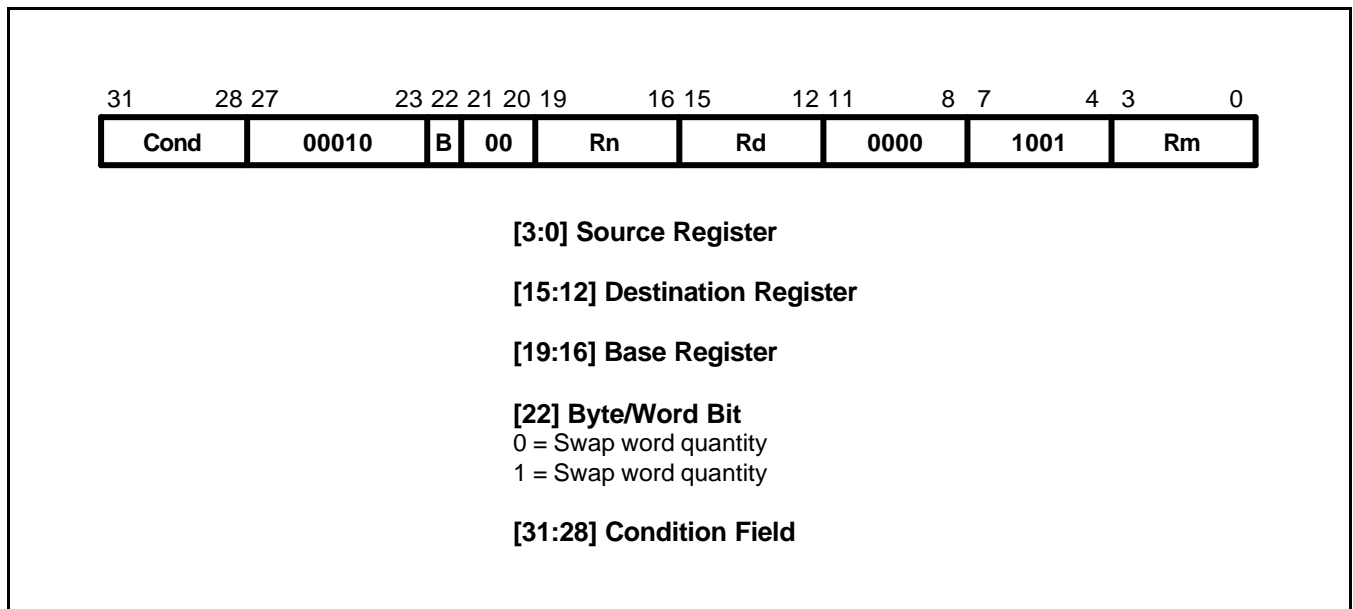 31 28 27 23 22 21 20 19 16 15 12 11 8 7 4 3 0
Cond 00010 B 00 Rn Rd 0000 1001 Rm
[3:0] Source Register
[15:12] Destination Register
[19:16] Base Register
[22] Byte/Word Bit
0 = Swap word quantity
1 = Swap word quantity
[31:28] Condition Field